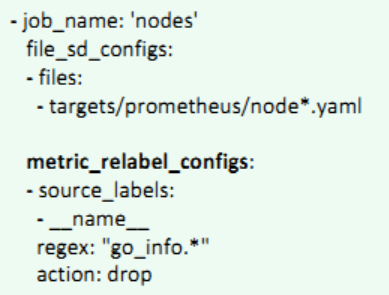 - job_name: 'nodes'
file_sd_configs:
- files:
- targets/prometheus/node*.yaml
metric_relabel_configs:
- source_labels:
- __name__
regex: "go_info.*"
action: drop